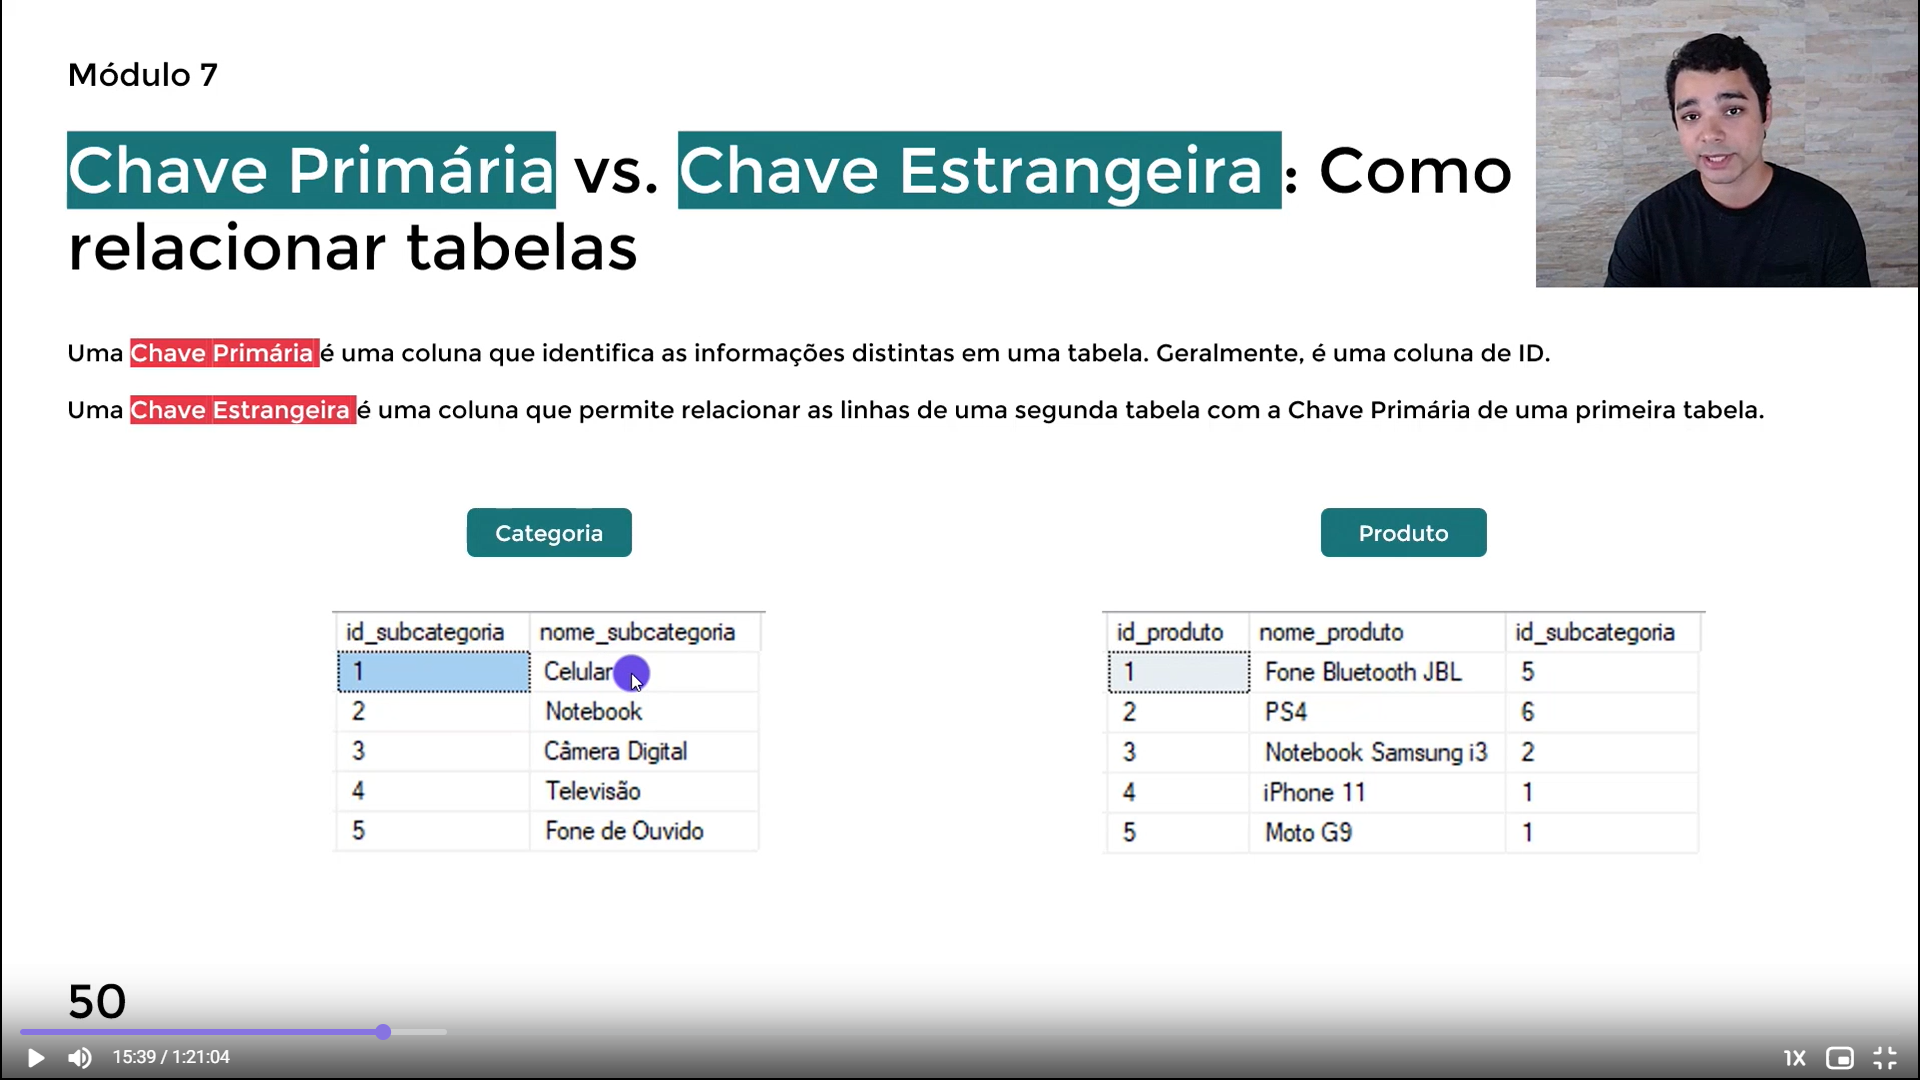 Módulo 7
Chave Primária vs. Chave Estrangeira : Como
relacionar tabelas
Uma Chave Primária é uma coluna que identifica as informações distintas em uma tabela. Geralmente, é uma coluna de ID.
Uma Chave Estrangeira é uma coluna que permite relacionar as linhas de uma segunda tabela com a Chave Primária de uma primeira tabela.
Categoria
id_subcategoria nome_subcategoria
1 Celular
2 Notebook
3 Câmera Digital
4 Televisão
5 Fone de Ouvido
Produto
id_produto nome_produto id_subcategoria
1 Fone Bluetooth JBL 5
2 PS4 6
3 Notebook Samsung i3 2
4 iPhone 11 1
5 Moto G9 1
50
15:39 / 1:21:04
1X